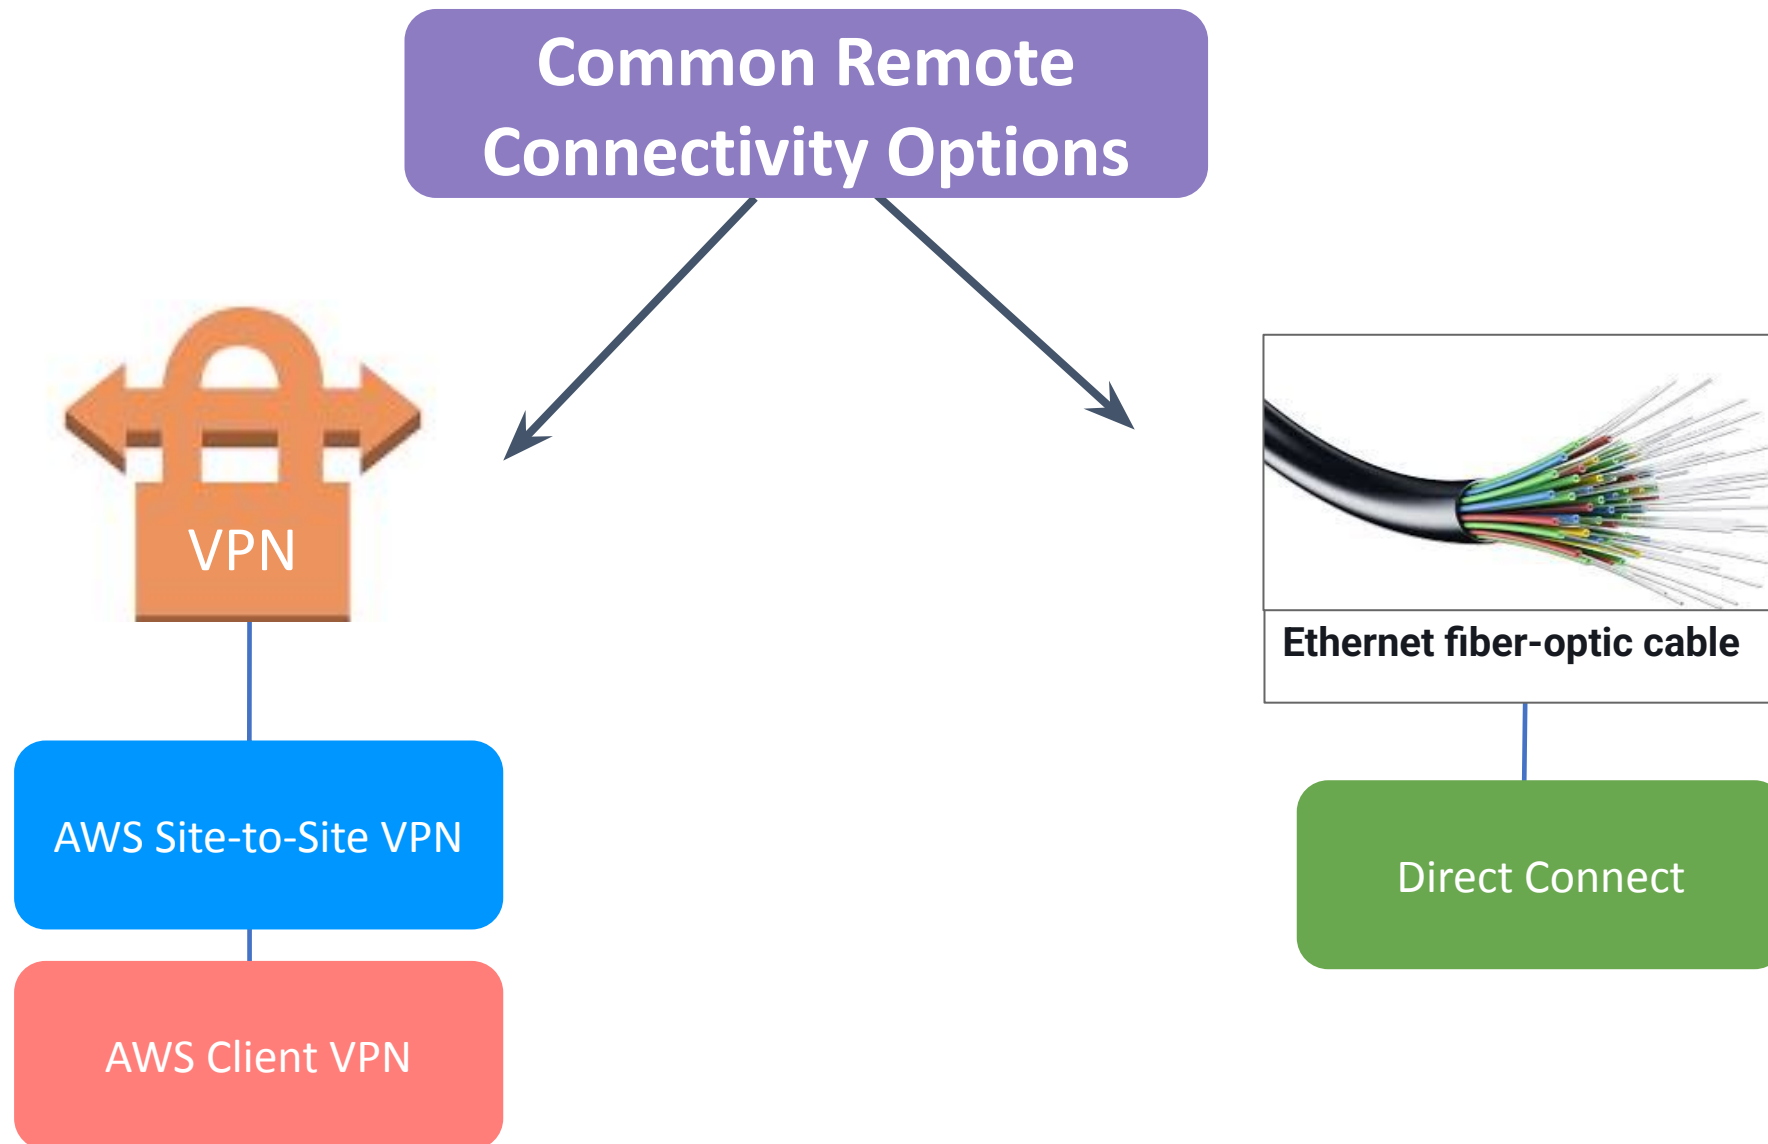 Common Remote
Connectivity Options
VPN
Ethernet fiber-optic cable
AWS Site-to-Site VPN
Direct Connect
AWS Client VPN